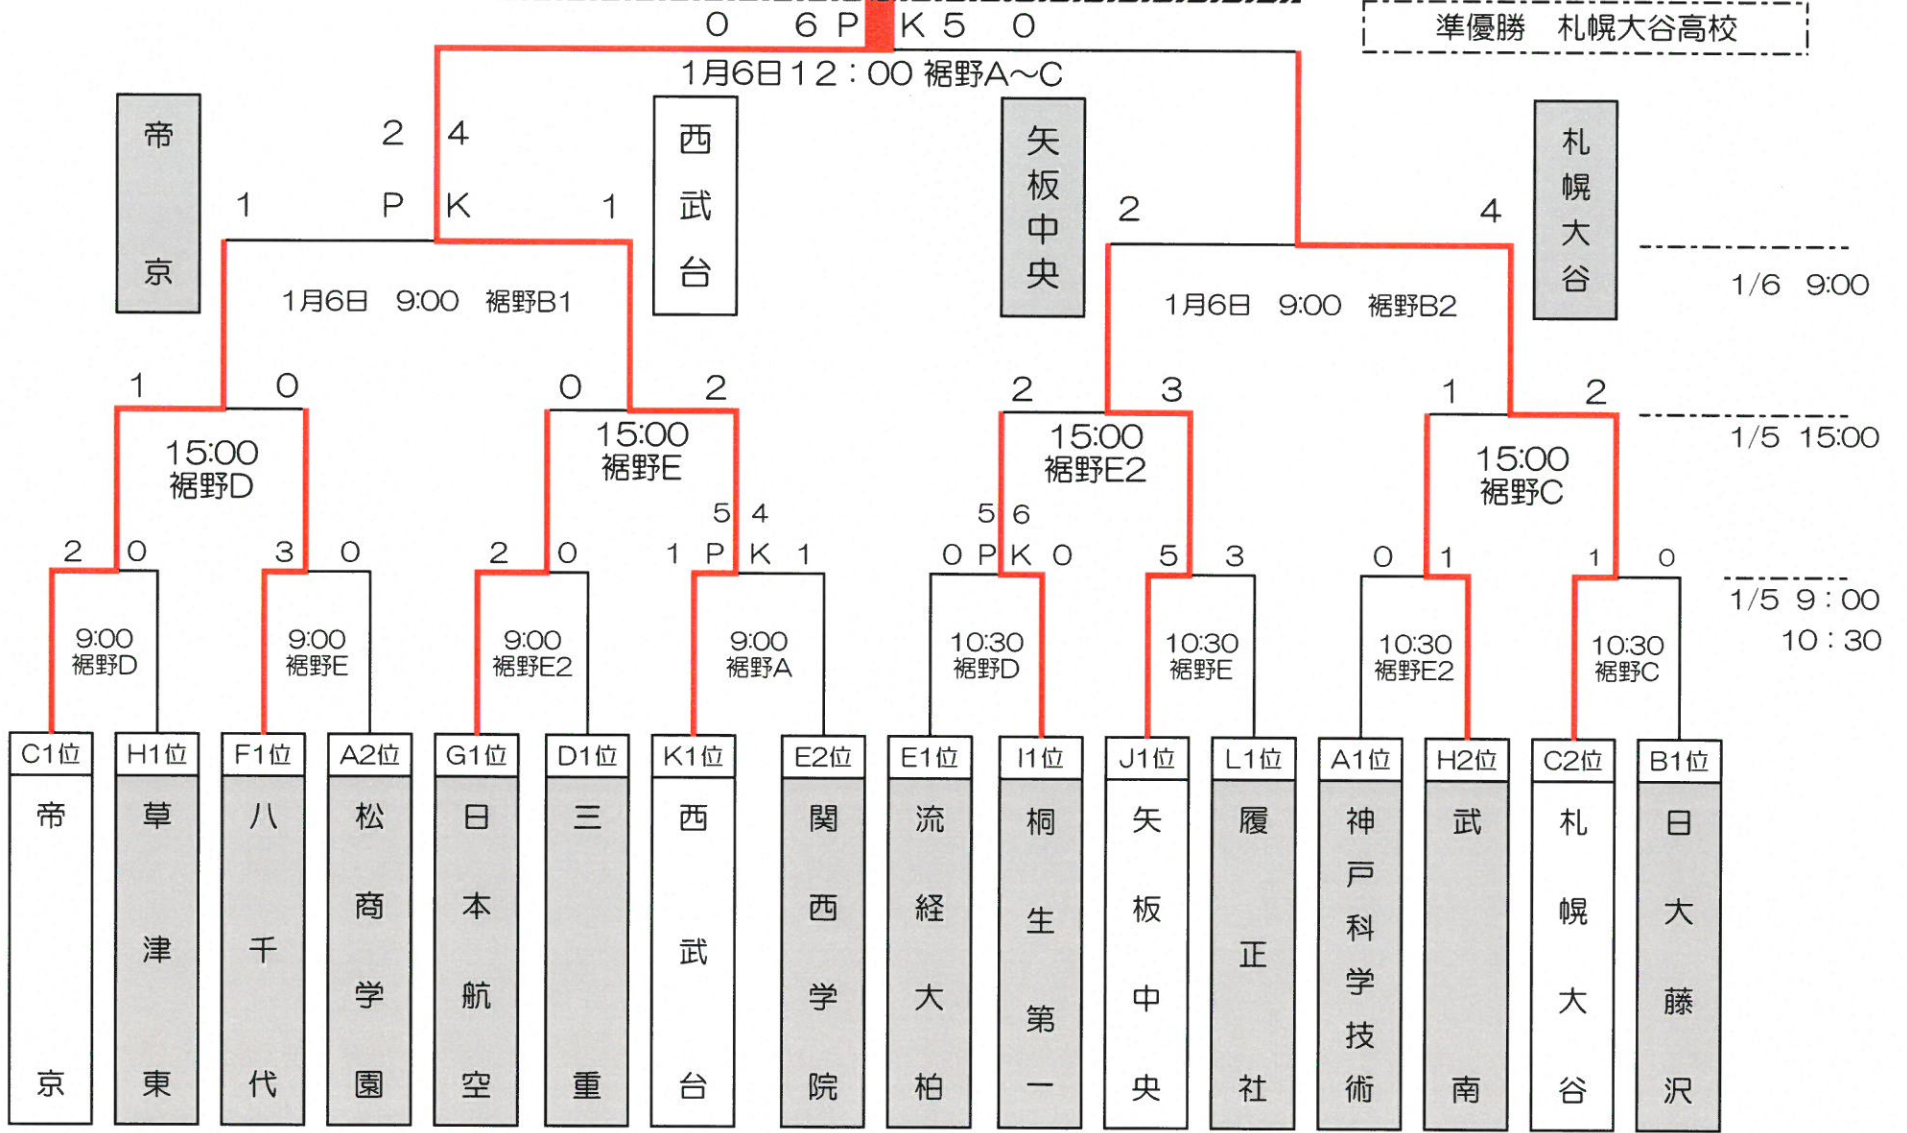 0 6 P K 5 0
準優勝 札幌大谷高校
1月6日12：00 裾野A～C
帝京
2 4
西武台
矢板中央
札幌大谷
1 P K 1
2 4
1月6日 9:00 裾野B1
1月6日 9:00 裾野B2
1/6 9:00
1 0
0 2
2 3
1 2
15:00
裾野D
15:00
裾野E
15:00
裾野E2
15:00
裾野C
1/5 15:00
5 4
5 6
2 0
3 0
2 0
1 P K 1
0 P K 0
5 3
0 1
1 0
9:00
裾野D
9:00
裾野E
9:00
裾野E2
9:00
裾野A
10:30
裾野D
10:30
裾野E
10:30
裾野E2
10:30
裾野C
1/5 9：00
10：30
C1位
帝京
H1位
草津東
F1位
八千代
A2位
松商学園
G1位
日本航空
D1位
三重
K1位
西武台
E2位
関西学院
E1位
流経大柏
I1位
桐生第一
J1位
矢板中央
L1位
履正社
A1位
神戸科学技術
H2位
武南
C2位
札幌大谷
B1位
日大藤沢